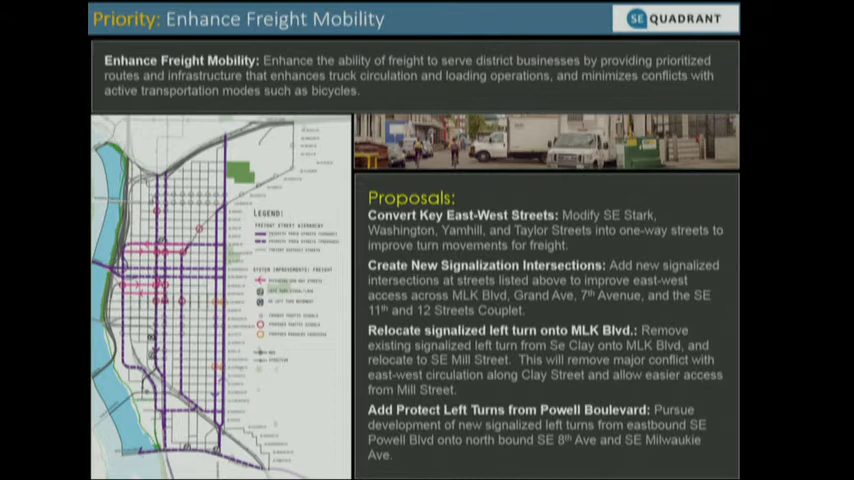 Priority: Enhance Freight Mobility
SE QUADRANT
Enhance Freight Mobility: Enhance the ability of freight to serve district businesses by providing prioritized
routes and infrastructure that enhances truck circulation and loading operations, and minimizes conflicts with
active transportation modes such as bicycles.
LEGEND:
FREIGHT STREET HIERARCHY
SYSTEM IMPROVEMENTS: FREIGHT
Proposals:
Convert Key East-West Streets: Modify SE Stark,
Washington, Yamhill, and Taylor Streets into one-way streets to
improve turn movements for freight.
Create New Signalization Intersections: Add new signalized
intersections at streets listed above to improve east-west
access across MLK Blvd, Grand Ave, 7th Avenue, and the SE
11th and 12 Streets Couplet.
Relocate signalized left turn onto MLK Blvd.: Remove
existing signalized left turn from Se Clay onto MLK Blvd, and
relocate to SE Mill Street. This will remove major conflict with
east-west circulation along Clay Street and allow easier access
from Mill Street.
Add Protect Left Turns from Powell Boulevard: Pursue
development of new signalized left turns from eastbound SE
Powell Blvd onto north bound SE 8th Ave and SE Milwaukie
Ave.